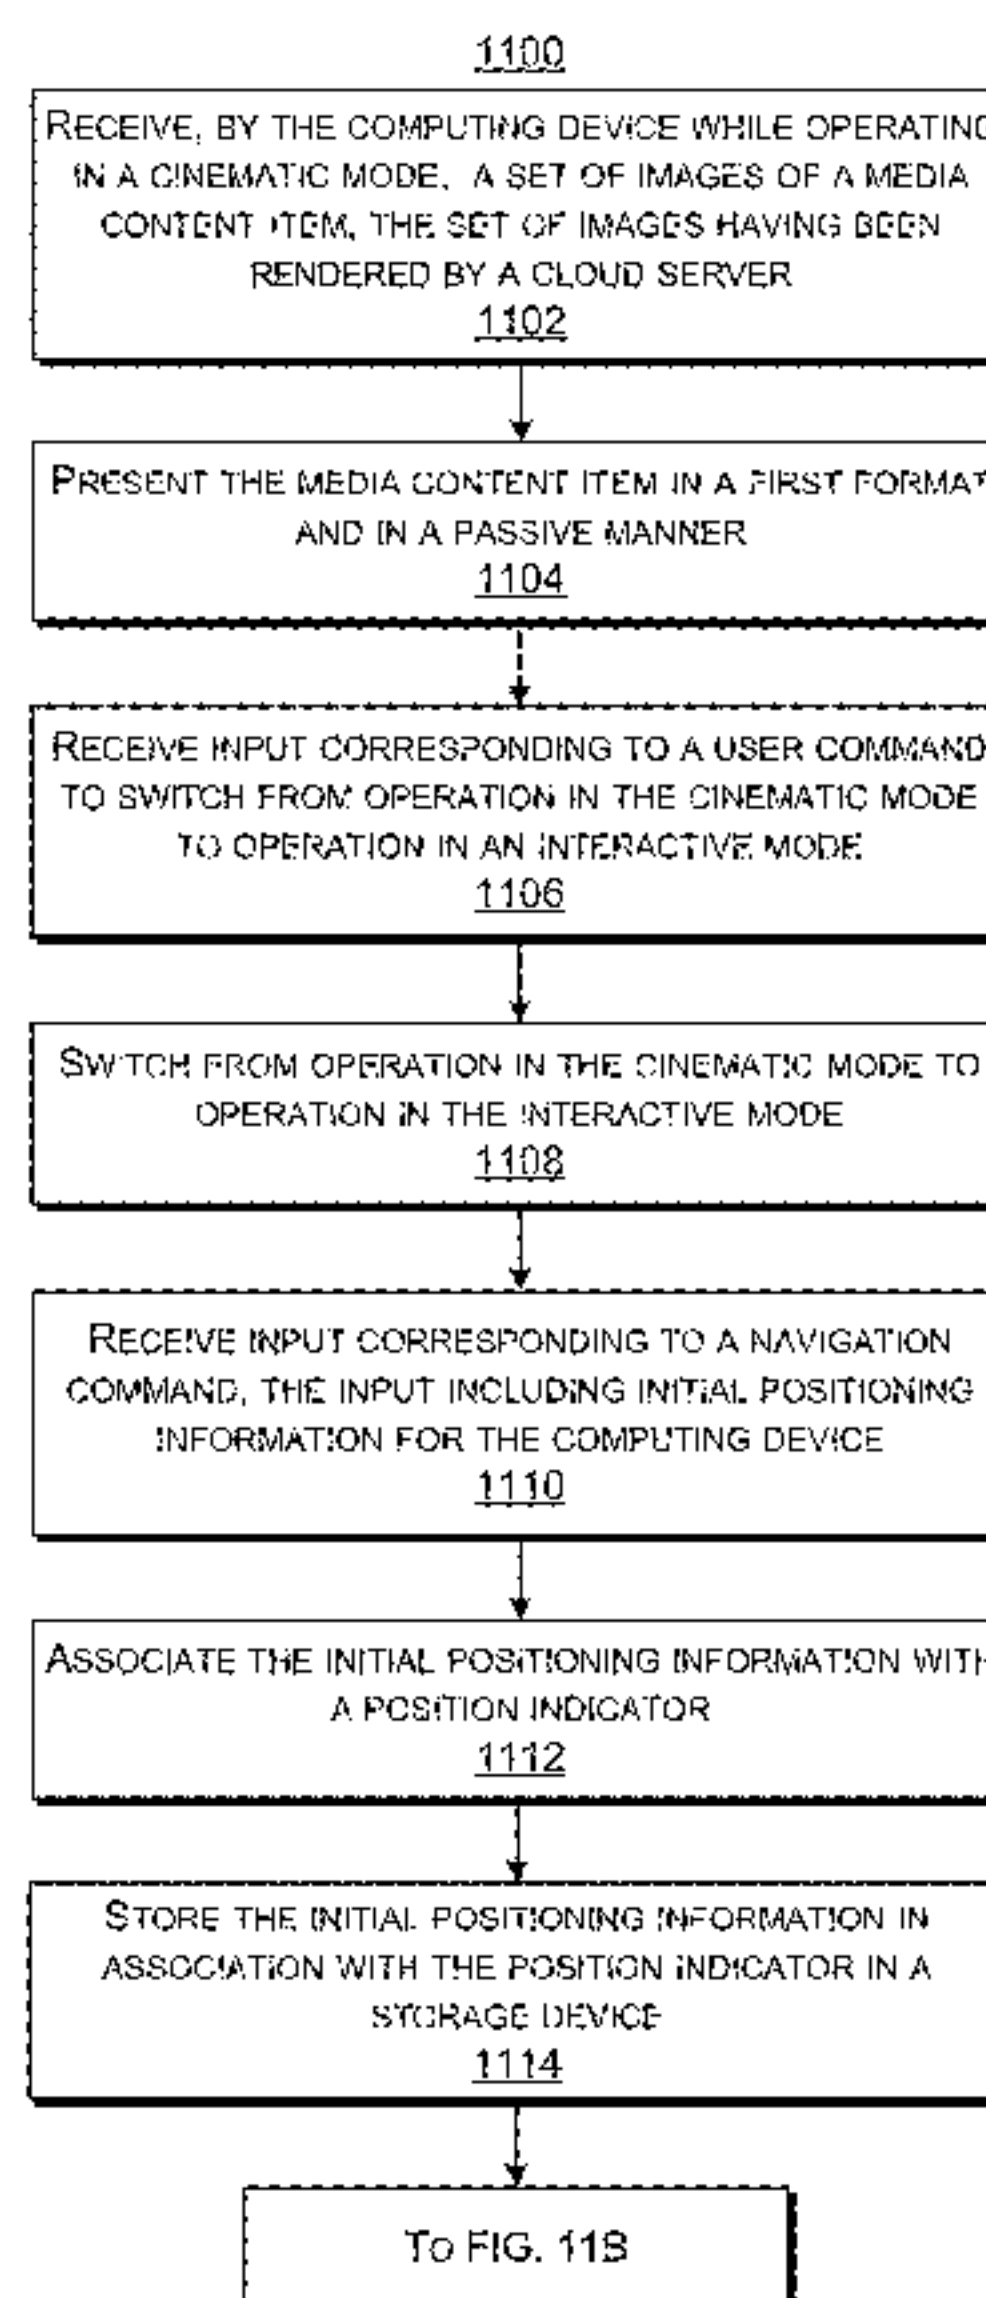 1100
RECEIVE, BY THE COMPUTING DEVICE WHILE OPERATING
IN A CINEMATIC MODE, A SET OF IMAGES OF A MEDIA
CONTENT ITEM, THE SET OF IMAGES HAVING BEEN
RENDERED BY A CLOUD SERVER
1102
PRESENT THE MEDIA CONTENT ITEM IN A FIRST FORMAT
AND IN A PASSIVE MANNER
1104
RECEIVE INPUT CORRESPONDING TO A USER COMMAND
TO SWITCH FROM OPERATION IN THE CINEMATIC MODE
TO OPERATION IN AN INTERACTIVE MODE
1106
SWITCH FROM OPERATION IN THE CINEMATIC MODE TO
OPERATION IN THE INTERACTIVE MODE
1108
RECEIVE INPUT CORRESPONDING TO A NAVIGATION
COMMAND, THE INPUT INCLUDING INITIAL POSITIONING
INFORMATION FOR THE COMPUTING DEVICE
1110
ASSOCIATE THE INITIAL POSITIONING INFORMATION WITH
A POSITION INDICATOR
1112
STORE THE INITIAL POSITIONING INFORMATION IN
ASSOCIATION WITH THE POSITION INDICATOR IN A
STORAGE DEVICE
1114
TO FIG. 11B